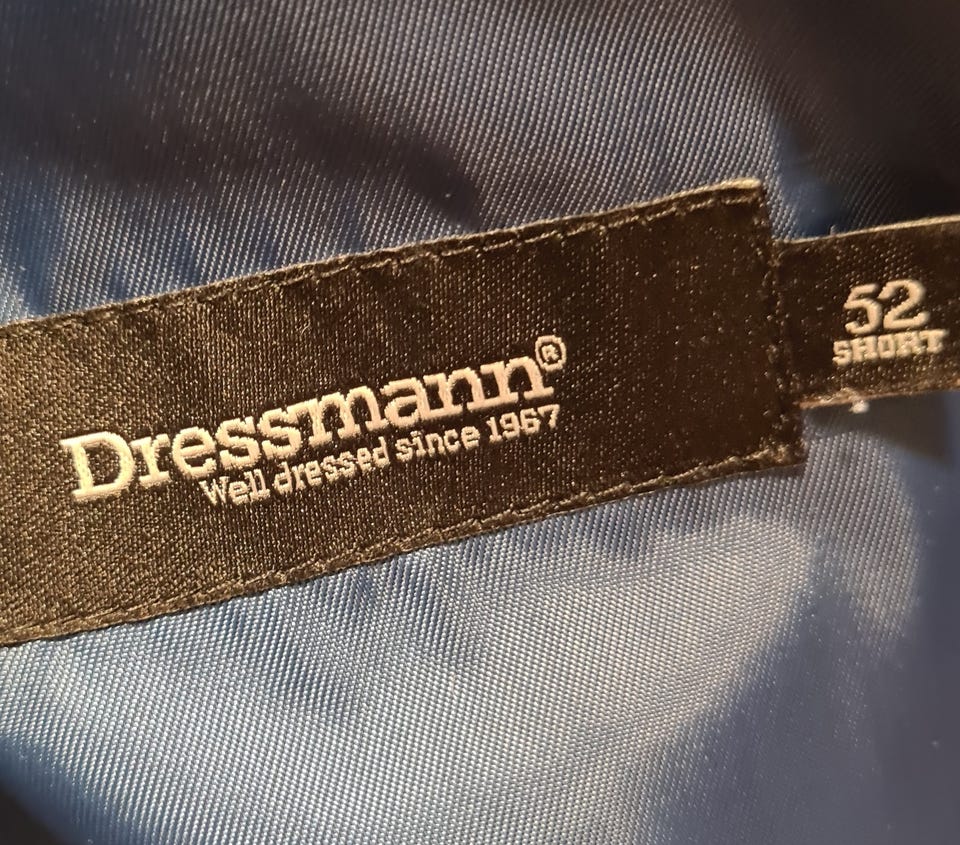 Dressmann®
Well dressed since 1967
52
SHORT